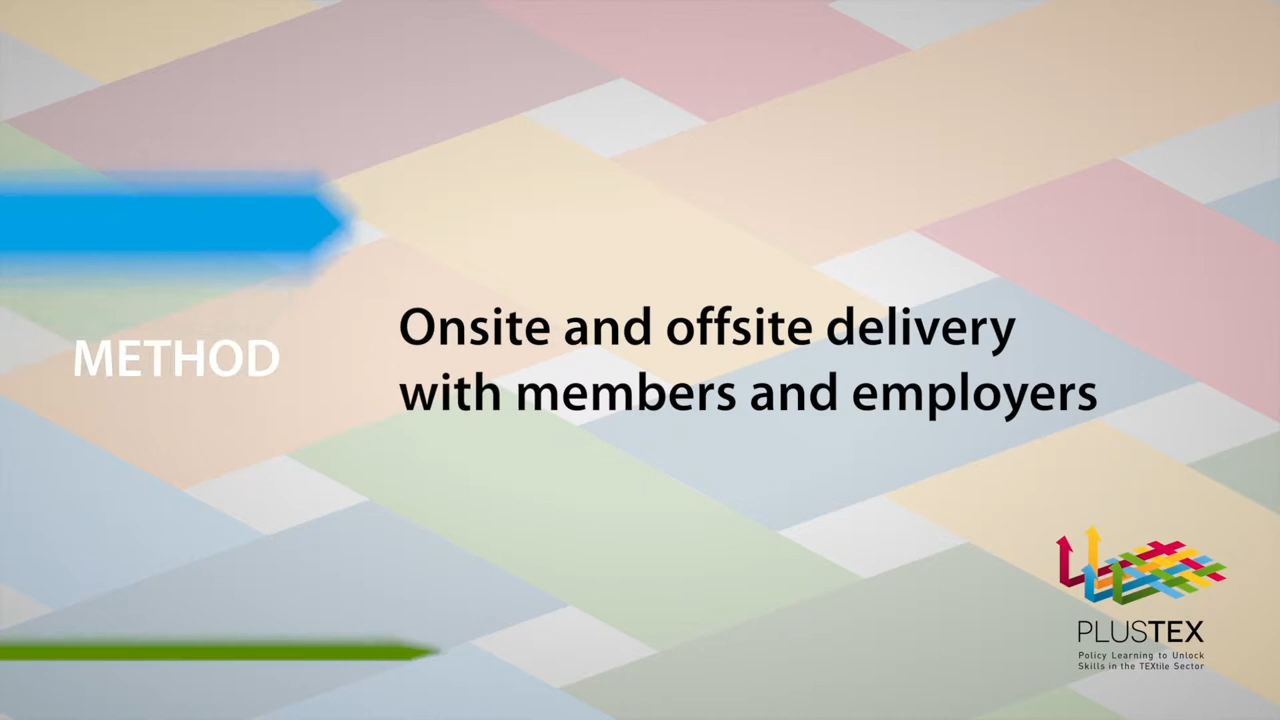 METHOD
Onsite and offsite delivery
with members and employers
PLUSTEX
Policy Learning to Unlock
Skills in the TEXtile Sector